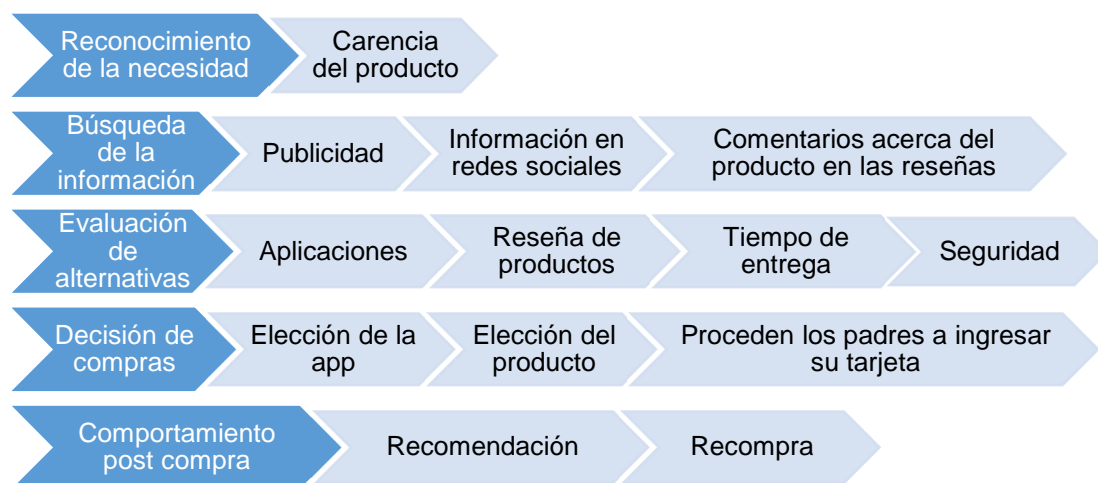 Reconocimiento
de la necesidad
Carencia
del producto
Búsqueda
de la
información
Publicidad
Información en
redes sociales
Comentarios acerca del
producto en las reseñas
Evaluación
de
alternativas
Aplicaciones
Reseña de
productos
Tiempo de
entrega
Seguridad
Decisión de
compras
Elección de la
app
Elección del
producto
Proceden los padres a ingresar
su tarjeta
Comportamiento
post compra
Recomendación
Recompra